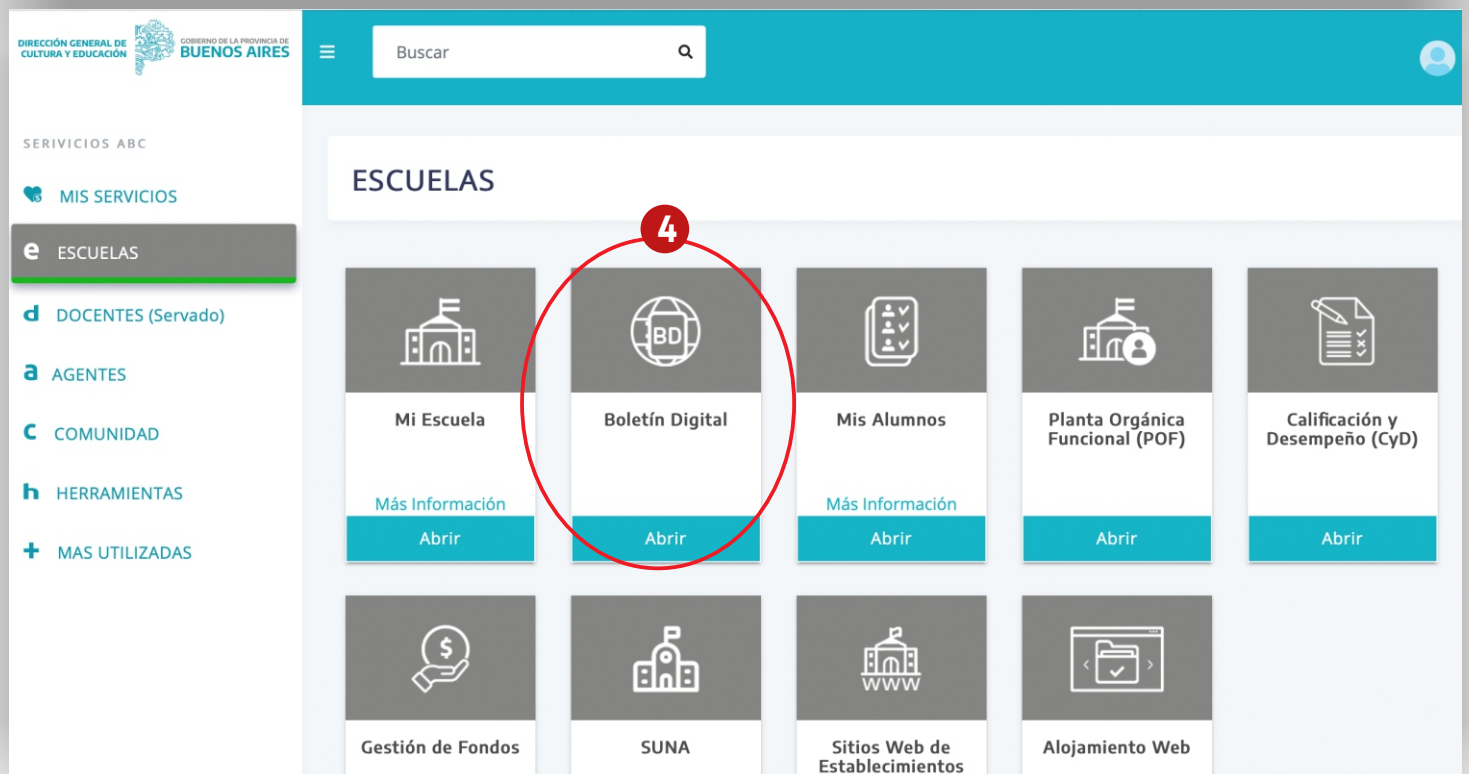 DIRECCIÓN GENERAL DE
CULTURA Y EDUCACIÓN
GOBIERNO DE LA PROVINCIA DE
BUENOS AIRES
Buscar
SERIVICIOS ABC
MIS SERVICIOS
e ESCUELAS
d DOCENTES (Servado)
a AGENTES
c COMUNIDAD
h HERRAMIENTAS
+ MAS UTILIZADAS
ESCUELAS
4
Mi Escuela
Más Información
Abrir
BD
Boletín Digital
Abrir
Mis Alumnos
Más Información
Abrir
Planta Orgánica
Funcional (POF)
Abrir
Calificación y
Desempeño (CyD)
Abrir
$
Gestión de Fondos
SUNA
WWW
Sitios Web de
Establecimientos
Alojamiento Web